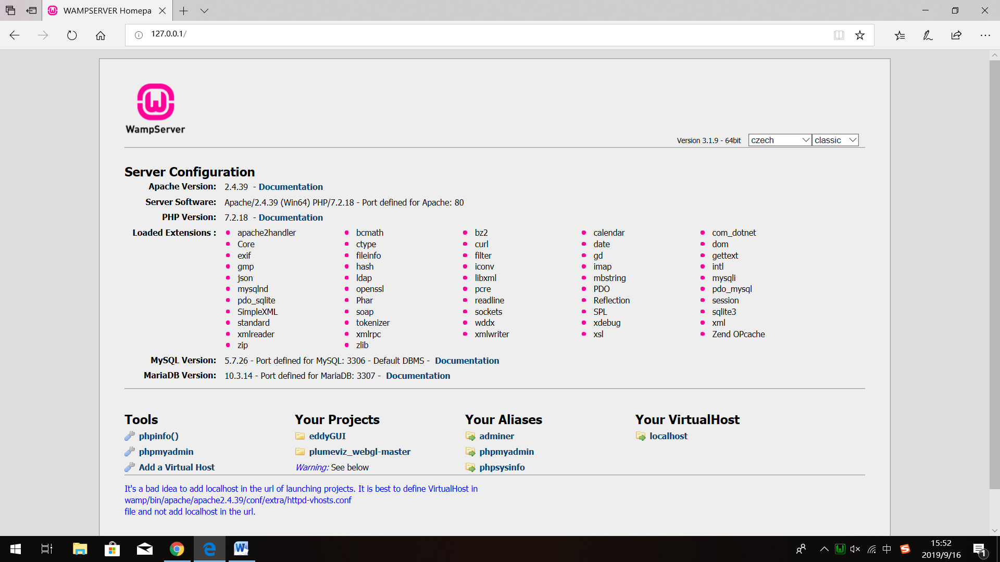 WAMPSERVER Homepa
127.0.0.1/
WampServer
Version 3.1.9 - 64bit czech classic
Server Configuration
Apache Version: 2.4.39 - Documentation
Server Software: Apache/2.4.39 (Win64) PHP/7.2.18 - Port defined for Apache: 80
PHP Version: 7.2.18 - Documentation
Loaded Extensions : apache2handler bcmath bz2 calendar com_dotnet
Core ctype curl date dom
exif fileinfo filter gd gettext
gmp hash iconv imap intl
json ldap libxml mbstring mysqli
mysqlnd openssl pcre PDO pdo_mysql
pdo_sqlite Phar readline Reflection session
SimpleXML soap sockets SPL sqlite3
standard tokenizer wddx xdebug xml
xmlreader xmlrpc xmlwriter xsl Zend OPcache
zip zlib
MySQL Version: 5.7.26 - Port defined for MySQL: 3306 - Default DBMS - Documentation
MariaDB Version: 10.3.14 - Port defined for MariaDB: 3307 - Documentation
Tools Your Projects Your Aliases Your VirtualHost
phpinfo() eddyGUI adminer localhost
phpmyadmin plumeviz_webgl-master phpmyadmin
Add a Virtual Host Warning: See below phpsysinfo
It's a bad idea to add localhost in the url of launching projects. It is best to define VirtualHost in
wamp/bin/apache/apache2.4.39/conf/extra/httpd-vhosts.conf
file and not add localhost in the url.
中 15:52
2019/9/16 1